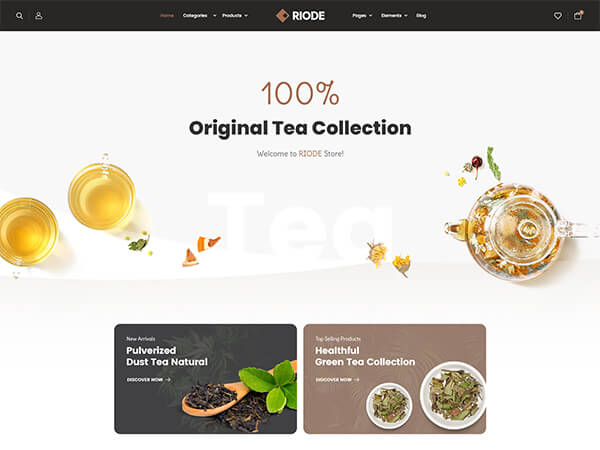 Home Categories Products RIODE Pages Elements Blog
100%
Original Tea Collection
Welcome to RIODE Store!
Tea
New Arrivals
Pulverized
Dust Tea Natural
DISCOVER NOW!
Top Selling Products
Healthful
Green Tea Collection
DISCOVER NOW!